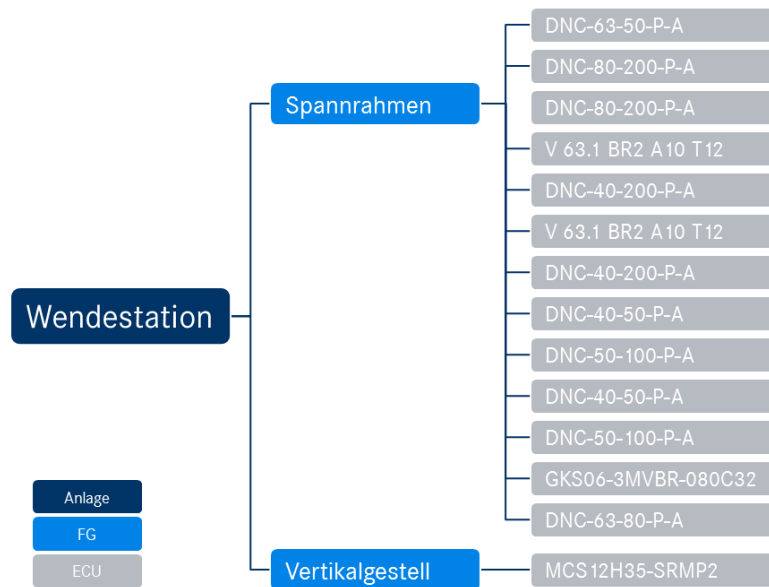 DNC-63-50-P-A
DNC-80-200-P-A
Spannrahmen
DNC-80-200-P-A
V 63.1 BR2 A10 T12
DNC-40-200-P-A
V 63.1 BR2 A10 T12
DNC-40-200-P-A
Wendestation
DNC-40-50-P-A
DNC-50-100-P-A
DNC-40-50-P-A
DNC-50-100-P-A
GKS06-3MVBR-080C32
DNC-63-80-P-A
Anlage
FG
ECU
Vertikalgestell
MCS12H35-SRMP2